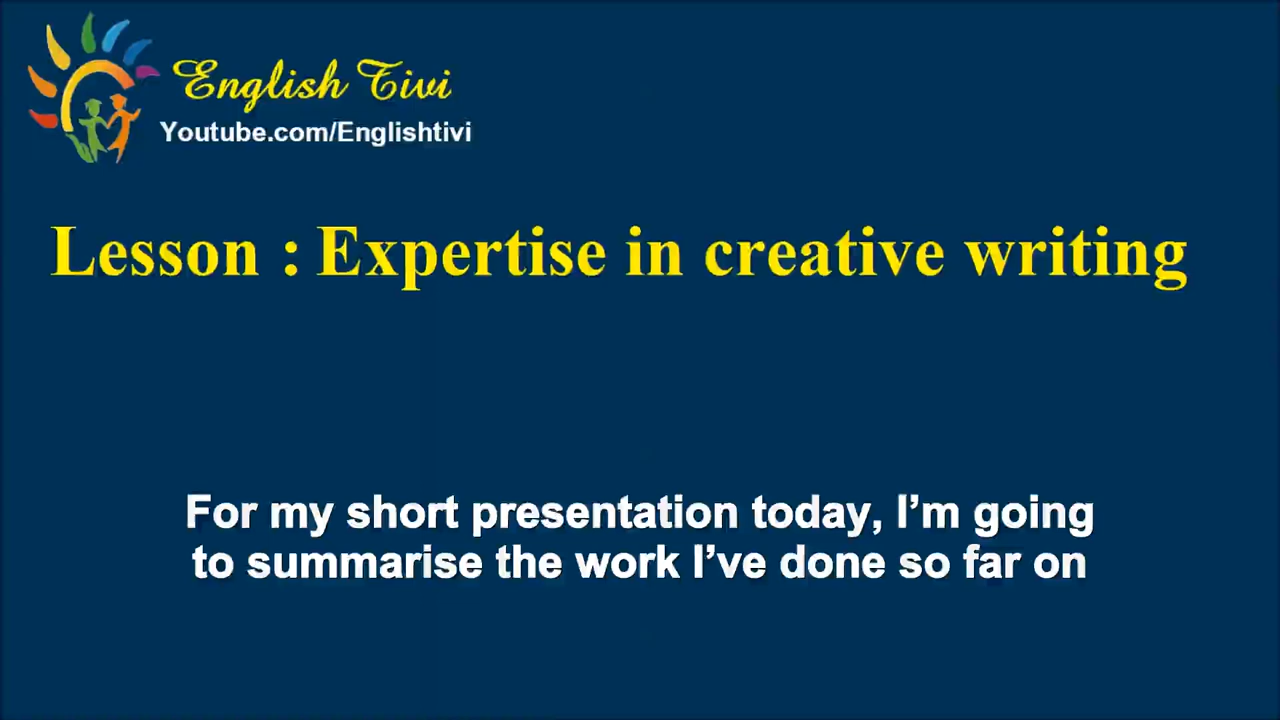 English Tivi
Youtube.com/Englishtivi
Lesson : Expertise in creative writing
For my short presentation today, I’m going
to summarise the work I’ve done so far on